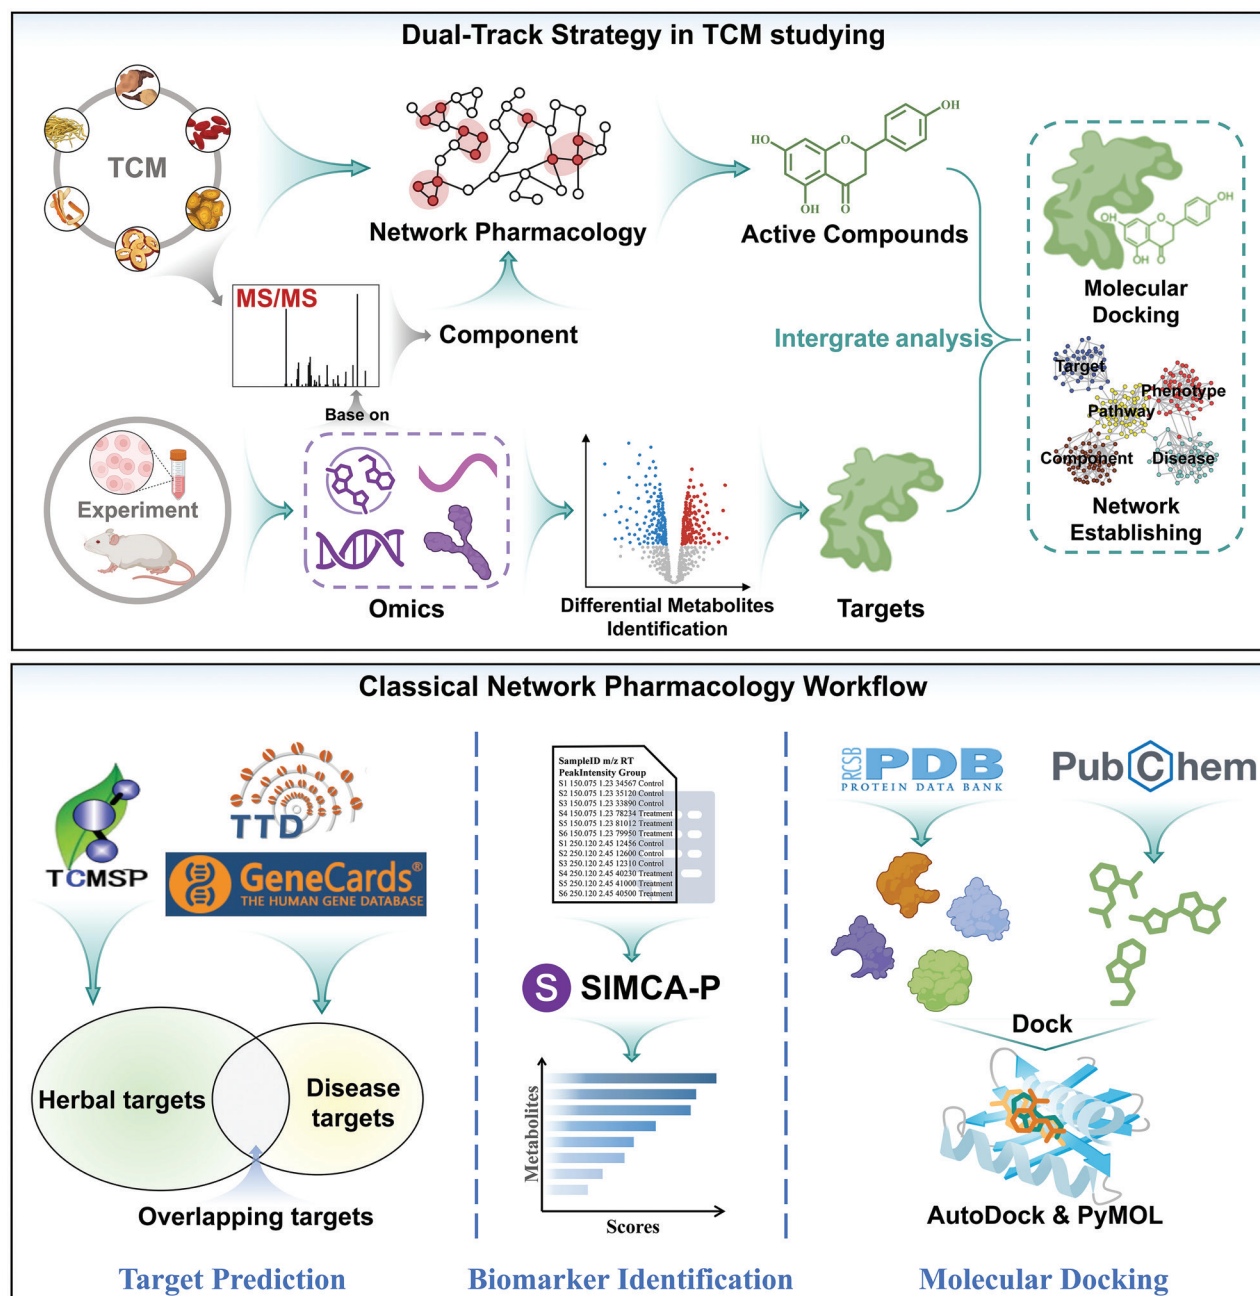 Dual-Track Strategy in TCM studying
TCM
Network Pharmacology
HO
O
OH
OH
O
Active Compounds
HO
O
OH
OH
O
Molecular
Docking
MS/MS
Component
Intergrate analysis
Base on
Target
Phenotype
Pathway
Component
Disease
Network
Establishing
Experiment
Omics
Differential Metabolites
Identification
Targets
Classical Network Pharmacology Workflow
TCMSP
TTD
GeneCards®
THE HUMAN GENE DATABASE
Herbal targets
Disease
targets
Overlapping targets
Target Prediction
SampleID m/z RT
PeakIntensity Group
S1 150.075 1.23 34567 Control
S2 150.075 1.23 35120 Control
S3 150.075 1.23 33890 Control
S4 150.075 1.23 78234 Treatment
S5 150.075 1.23 81012 Treatment
S6 150.075 1.23 79950 Treatment
S1 250.120 2.45 12456 Control
S2 250.120 2.45 12600 Control
S3 250.120 2.45 12310 Control
S4 250.120 2.45 40230 Treatment
S5 250.120 2.45 41000 Treatment
S6 250.120 2.45 40500 Treatment
S SIMCA-P
Metabolites
Scores
Biomarker Identification
RCSB
PDB
PROTEIN DATA BANK
PubChem
Dock
AutoDock & PyMOL
Molecular Docking